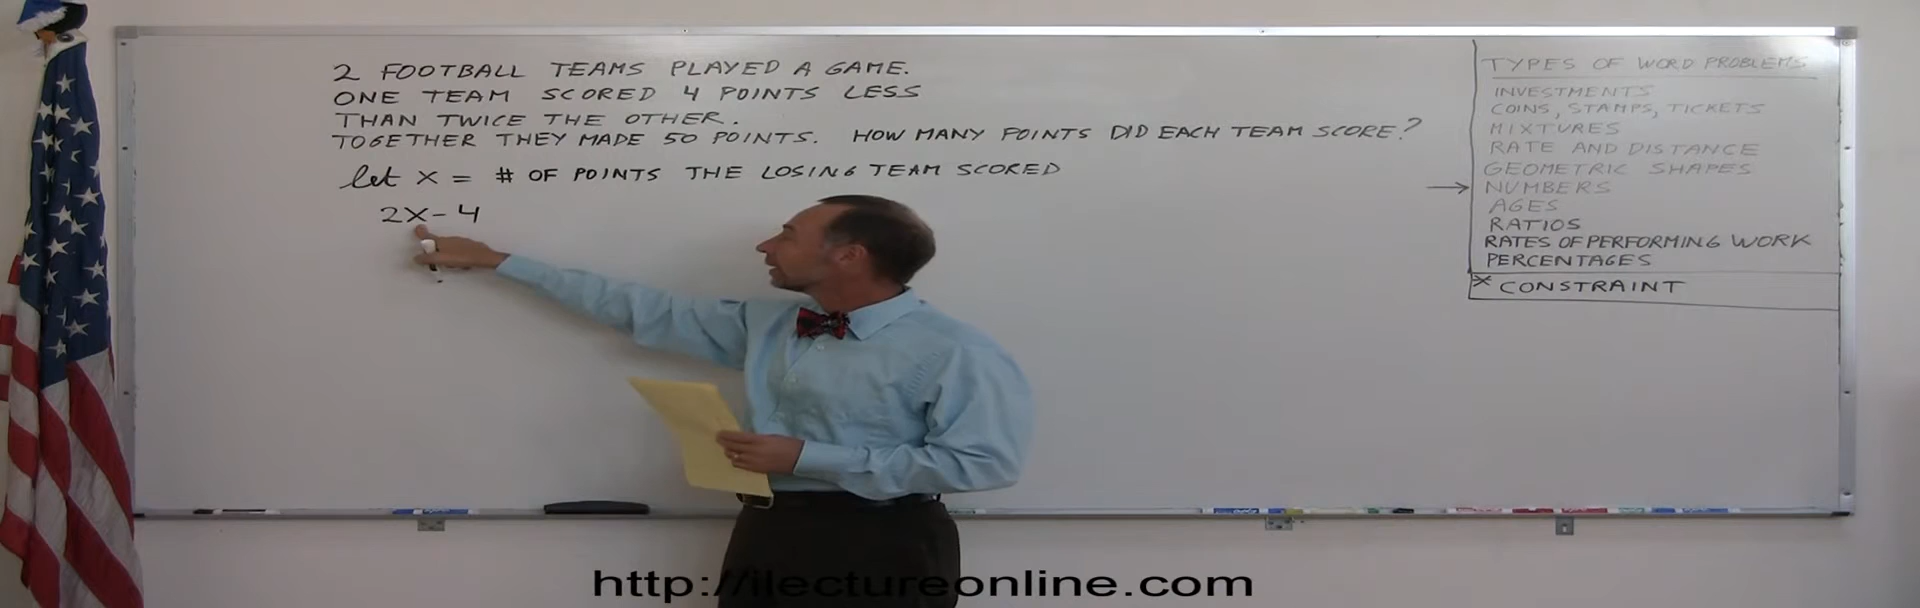 2 FOOTBALL TEAMS PLAYED A GAME.
ONE TEAM SCORED 4 POINTS LESS
THAN TWICE THE OTHER.
TOGETHER THEY MADE 50 POINTS. HOW MANY POINTS DID EACH TEAM SCORE?
let x = # OF POINTS THE LOSING TEAM SCORED
2x-4
TYPES OF WORD PROBLEMS
INVESTMENTS
COINS, STAMPS, TICKETS
MIXTURES
RATE AND DISTANCE
GEOMETRIC SHAPES
→ NUMBERS
AGES
RATIOS
RATES OF PERFORMING WORK
PERCENTAGES
* CONSTRAINT
http://ilectureonline.com